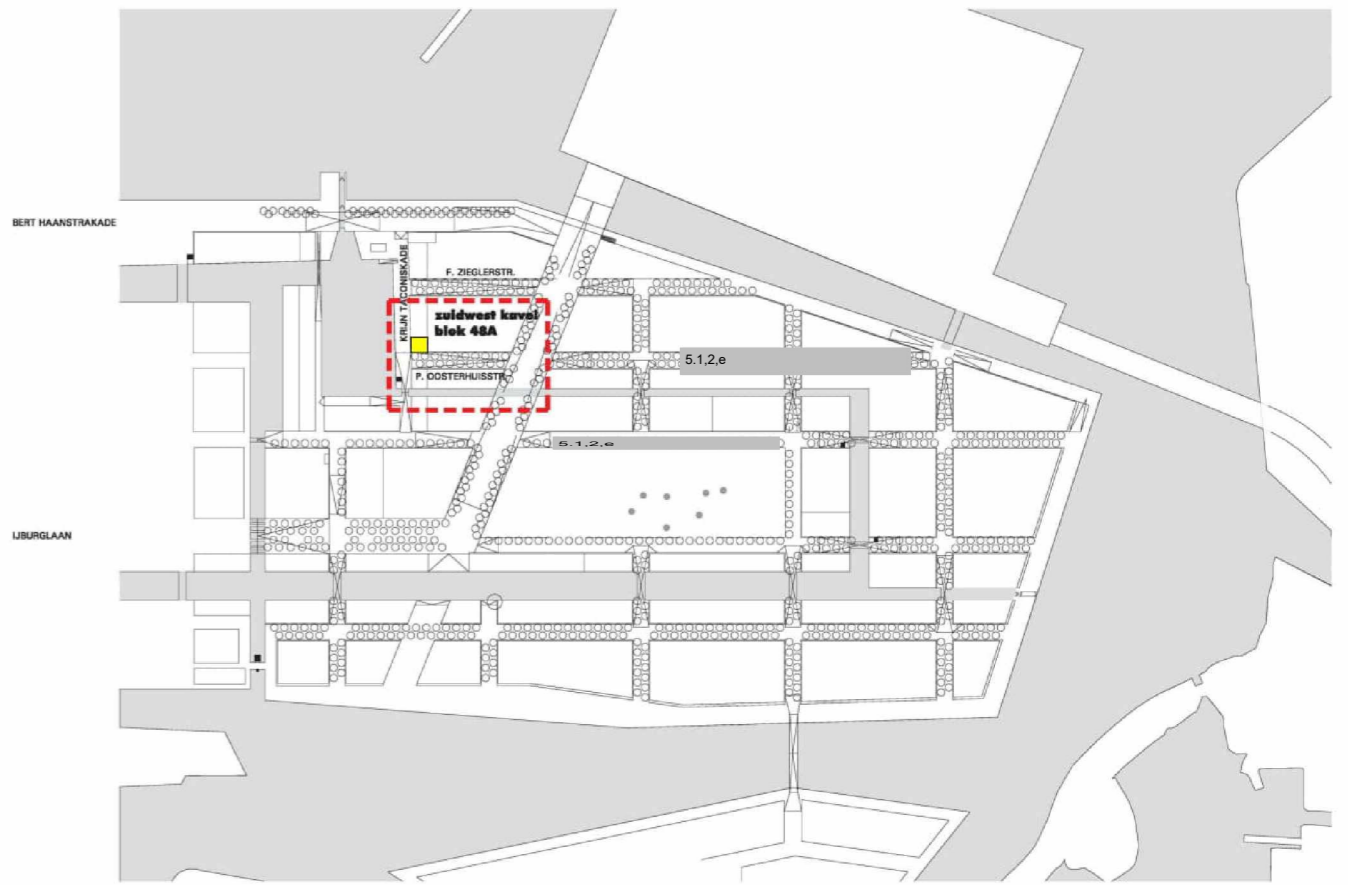 BERT HAANSTRAKADE
KRIJN TACONISKADE
F. ZIEGLERSTR.
zuidwest kavel
blok 48A
5.1,2,e
P. OOSTERHUISSTR.
5.1,2,e
IJBURGLAAN